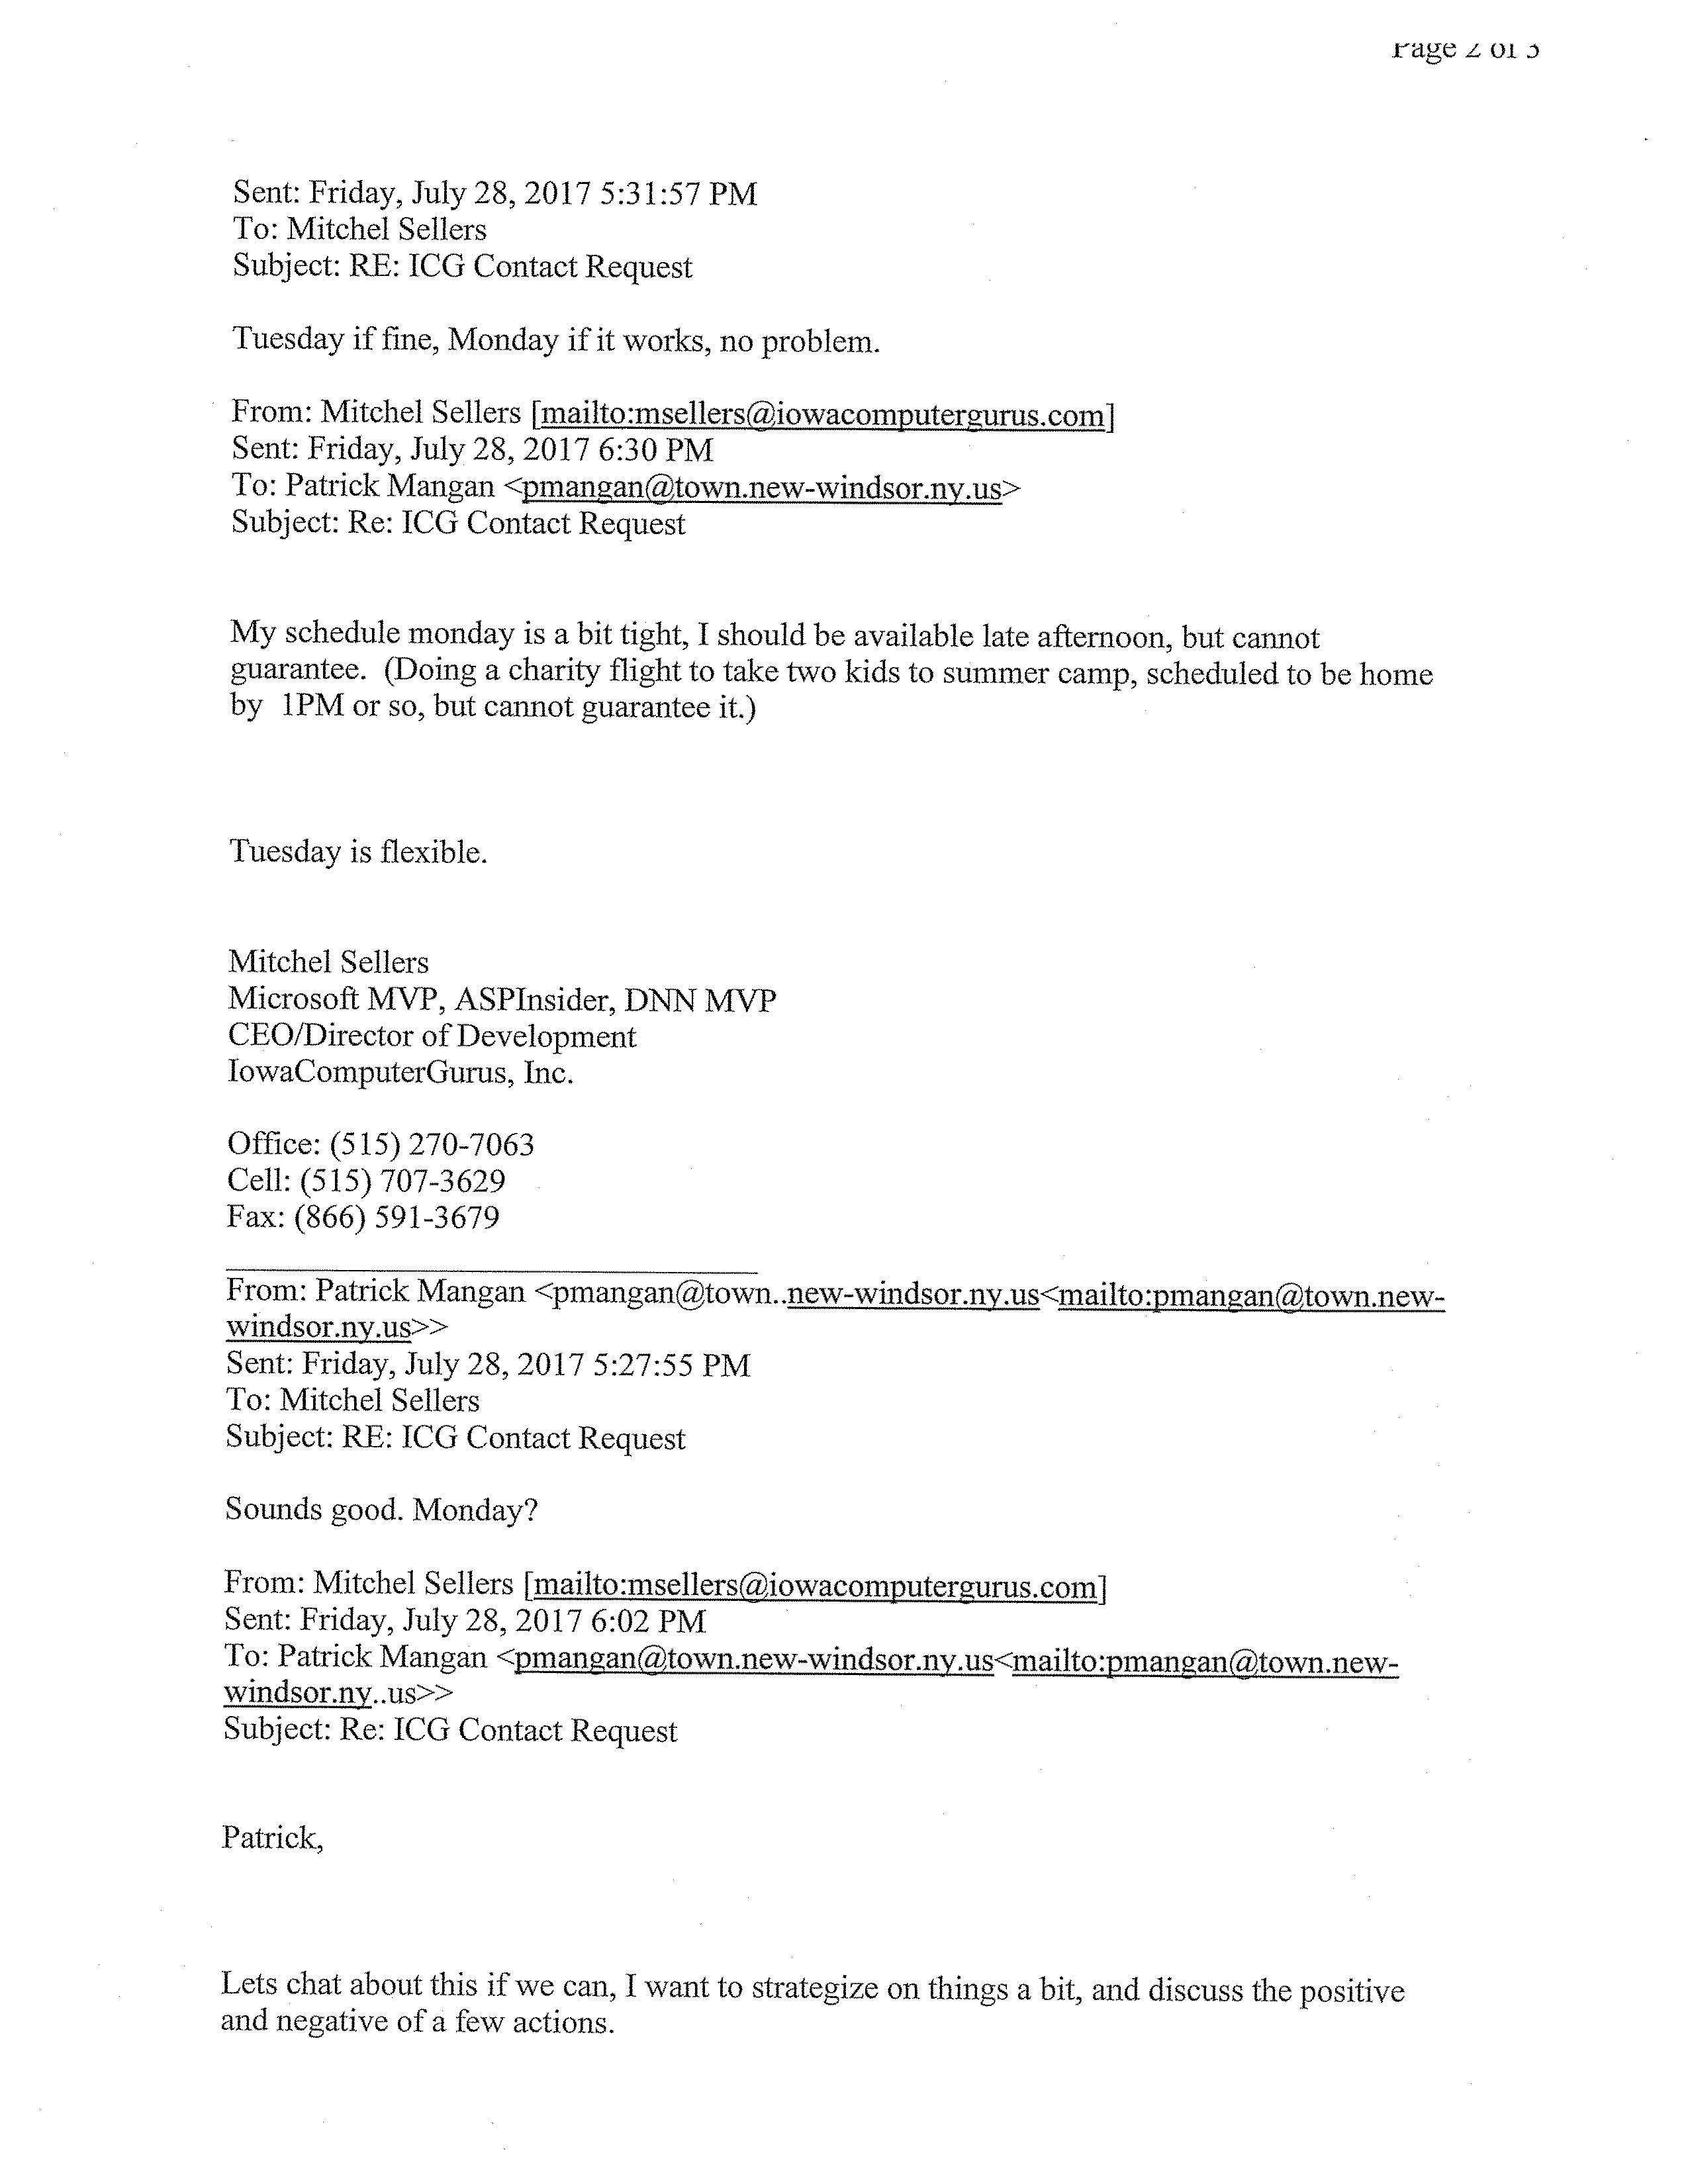 Page 2 of 3
Sent: Friday, July 28, 2017 5:31:57 PM
To: Mitchel Sellers
Subject: RE: ICG Contact Request
Tuesday if fine, Monday if it works, no problem.
From: Mitchel Sellers [mailto:msellers@iowacomputergurus.com]
Sent: Friday, July 28, 2017 6:30 PM
To: Patrick Mangan <pmangan@town.new-windsor.ny.us>
Subject: Re: ICG Contact Request
My schedule monday is a bit tight, I should be available late afternoon, but cannot
guarantee.  (Doing a charity flight to take two kids to summer camp, scheduled to be home
by  1PM or so, but cannot guarantee it.)
Tuesday is flexible.
Mitchel Sellers
Microsoft MVP, ASPInsider, DNN MVP
CEO/Director of Development
IowaComputerGurus, Inc.
Office: (515) 270-7063
Cell: (515) 707-3629
Fax: (866) 591-3679
From: Patrick Mangan <pmangan@town..new-windsor.ny.us<mailto:pmangan@town.new-
windsor.ny.us>>
Sent: Friday, July 28, 2017 5:27:55 PM
To: Mitchel Sellers
Subject: RE: ICG Contact Request
Sounds good. Monday?
From: Mitchel Sellers [mailto:msellers@iowacomputergurus.com]
Sent: Friday, July 28, 2017 6:02 PM
To: Patrick Mangan <pmangan@town.new-windsor.ny.us<mailto:pmangan@town.new-
windsor.ny..us>>
Subject: Re: ICG Contact Request
Patrick,
Lets chat about this if we can, I want to strategize on things a bit, and discuss the positive
and negative of a few actions.